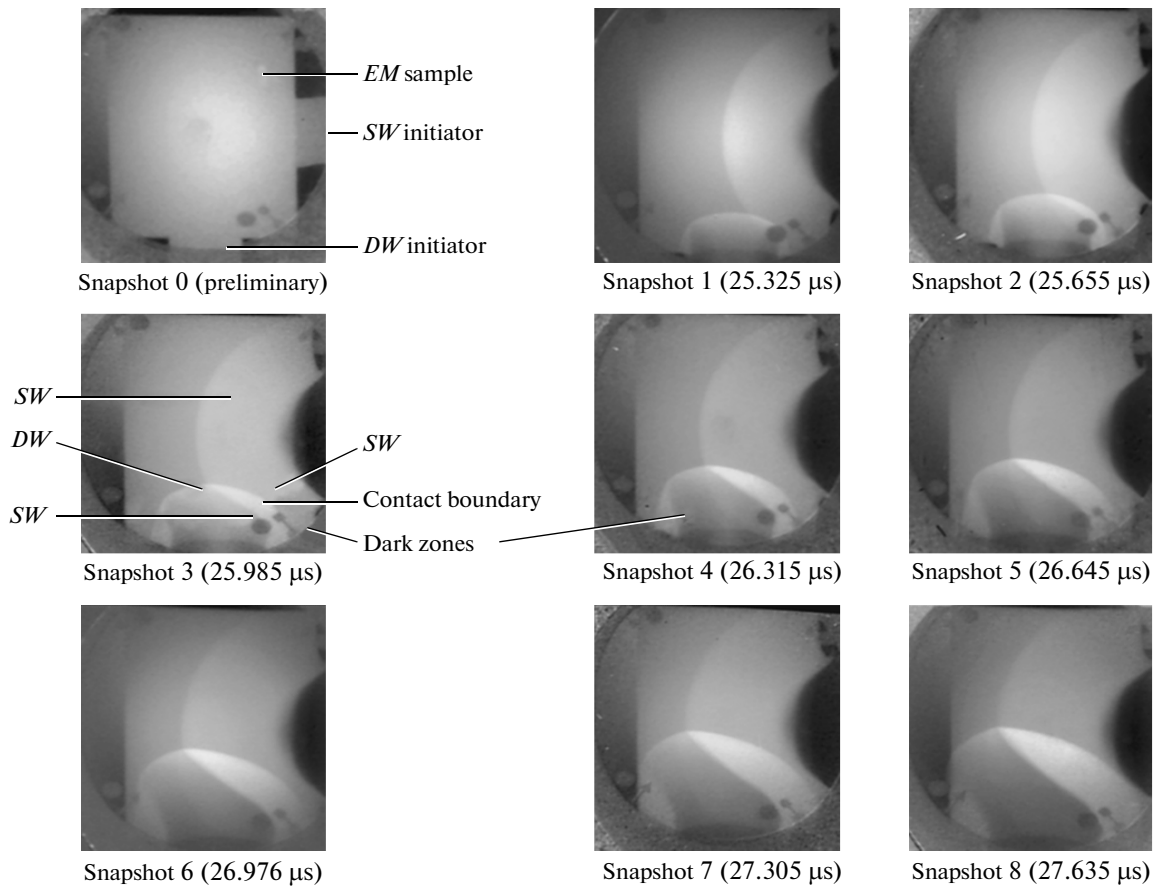 EM sample
SW initiator
DW initiator
Snapshot 0 (preliminary)
Snapshot 1 (25.325 μs)
Snapshot 2 (25.655 μs)
SW
DW
SW
SW
Contact boundary
Dark zones
Snapshot 3 (25.985 μs)
Snapshot 4 (26.315 μs)
Snapshot 5 (26.645 μs)
Snapshot 6 (26.976 μs)
Snapshot 7 (27.305 μs)
Snapshot 8 (27.635 μs)